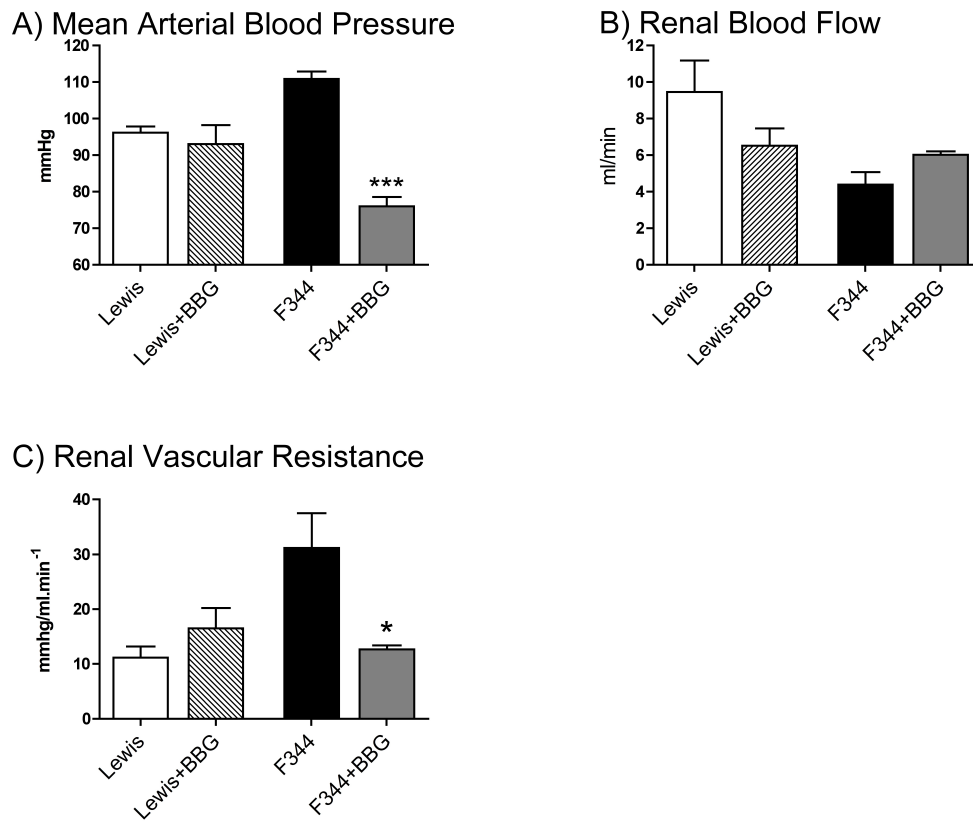 A) Mean Arterial Blood Pressure
120
110
100
90
80
70
60
mmHg
***
Lewis
Lewis+BBG
F344
F344+BBG
B) Renal Blood Flow
12
10
8
6
4
2
0
ml/min
Lewis
Lewis+BBG
F344
F344+BBG
C) Renal Vascular Resistance
40
30
20
10
0
mmhg/ml.min⁻¹
*
Lewis
Lewis+BBG
F344
F344+BBG